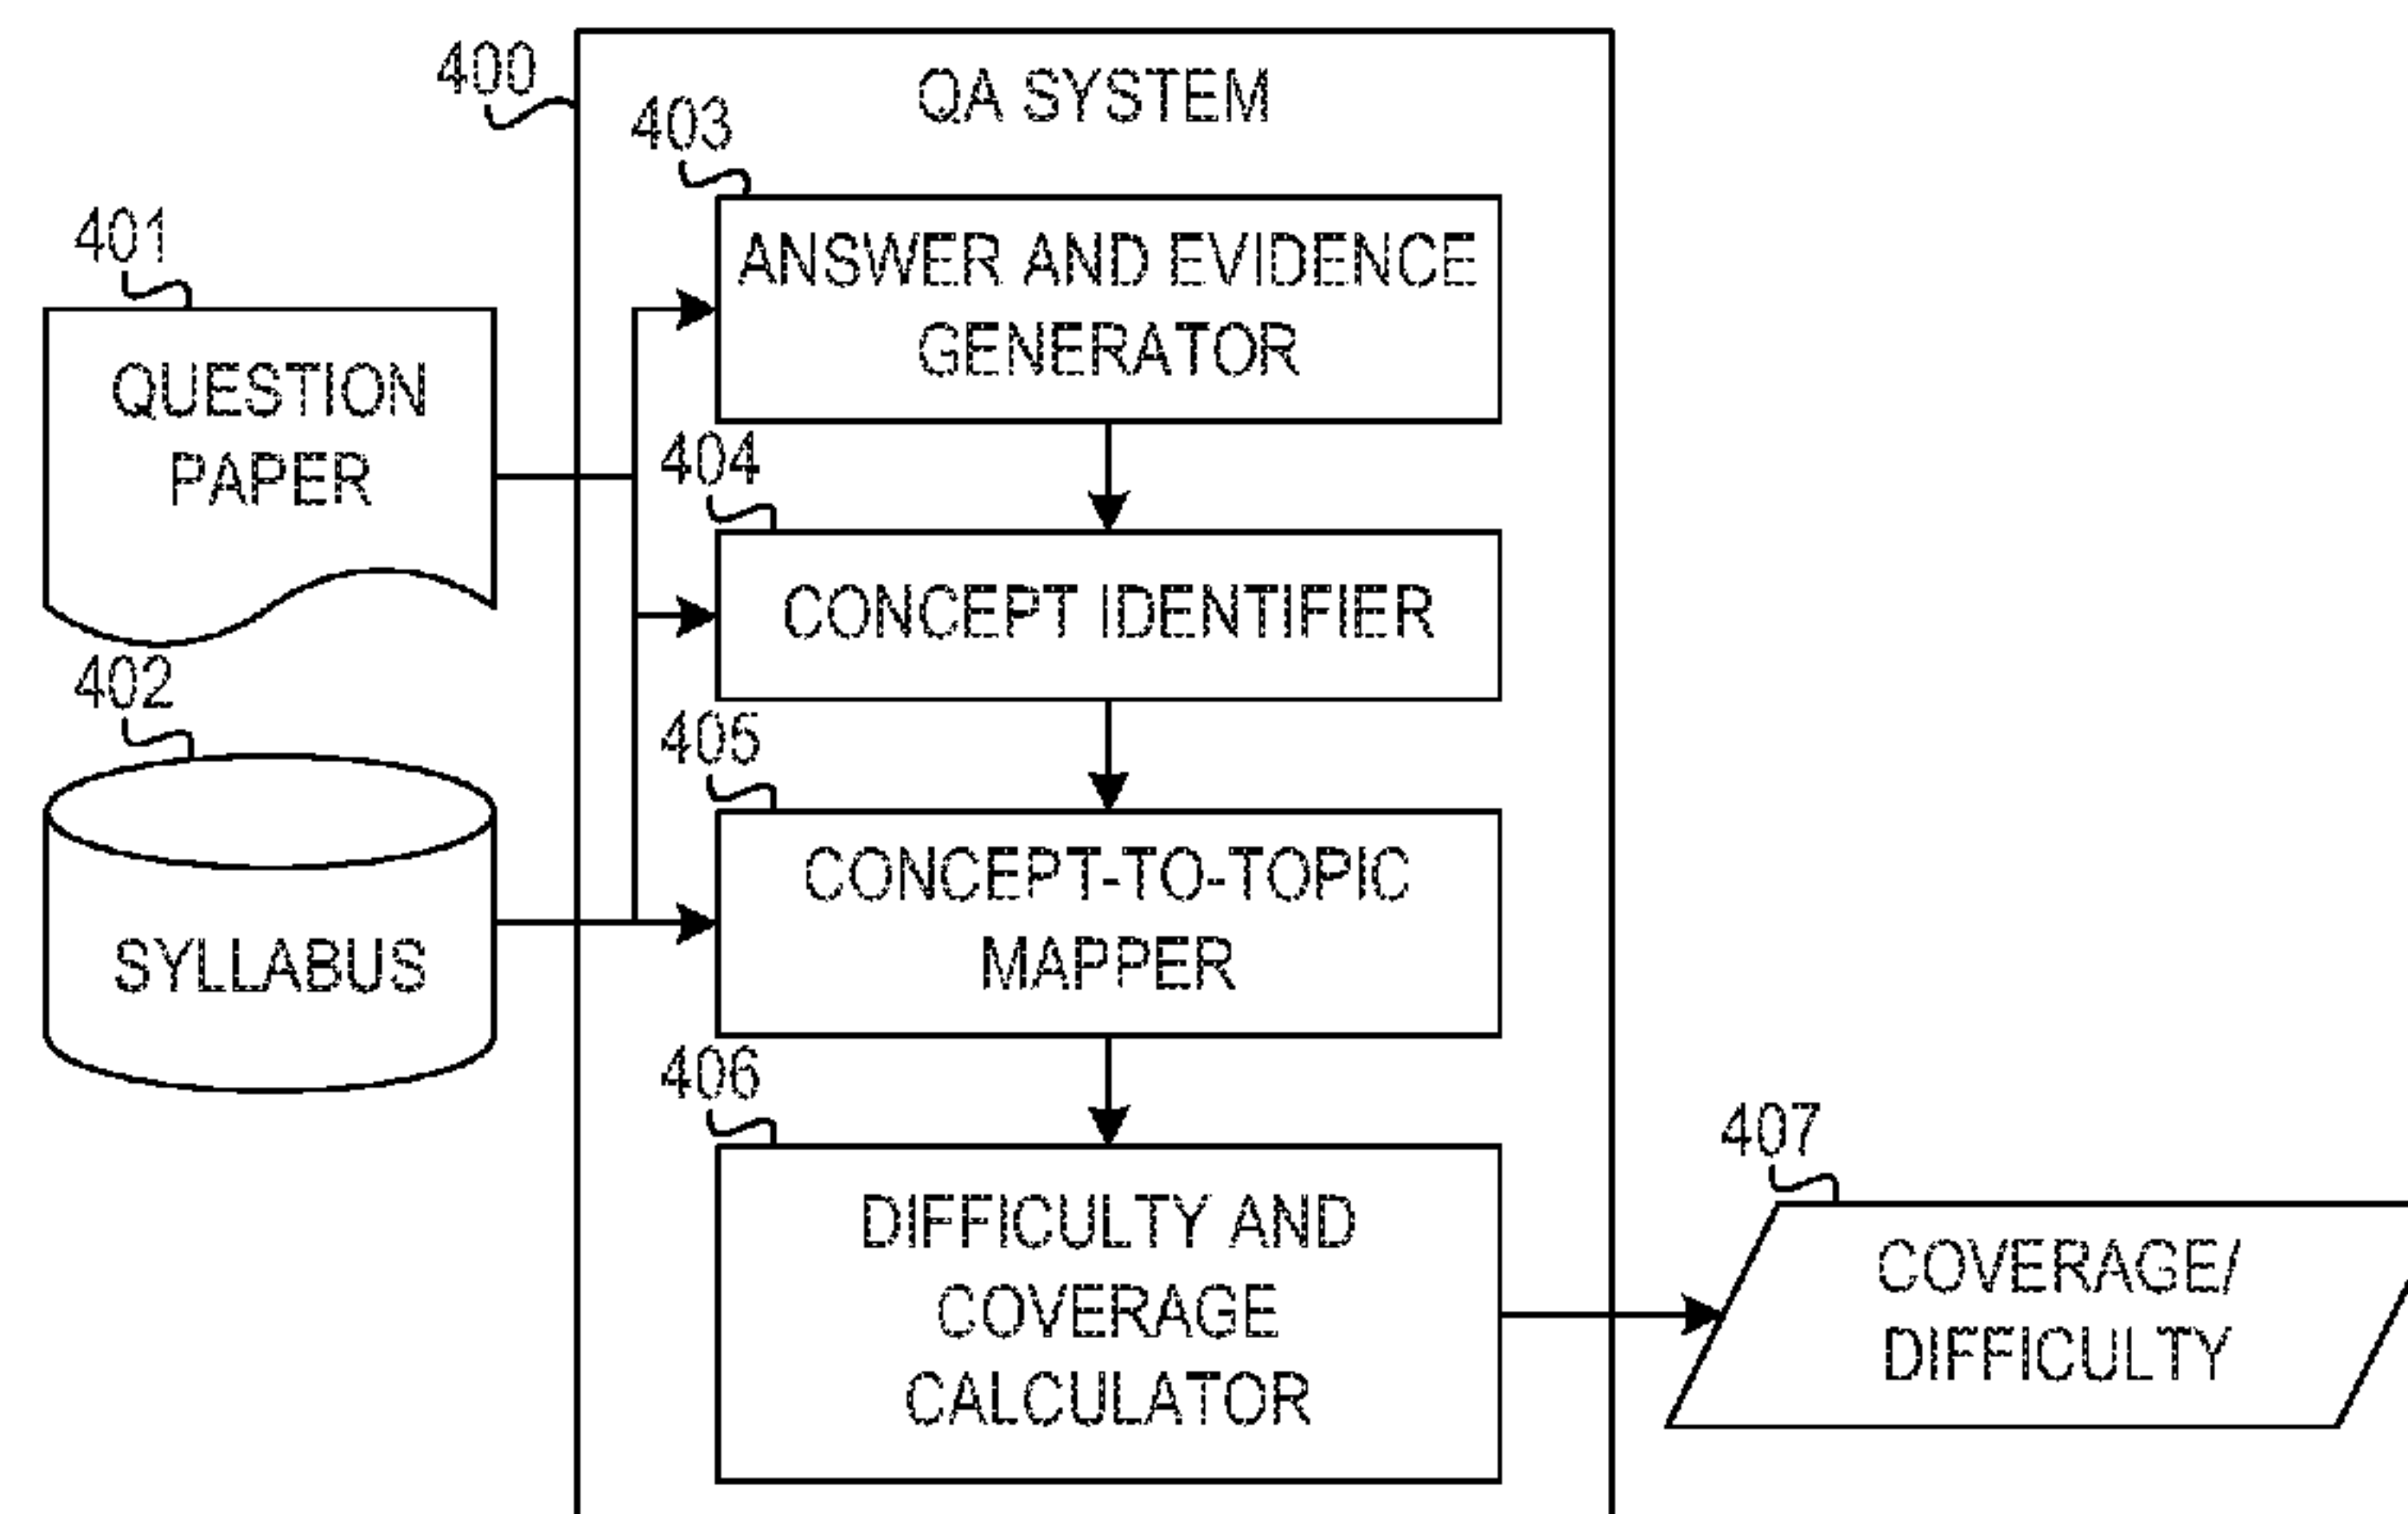 400
QA SYSTEM
403
ANSWER AND EVIDENCE
GENERATOR
401
QUESTION
PAPER
404
CONCEPT IDENTIFIER
402
SYLLABUS
405
CONCEPT-TO-TOPIC
MAPPER
406
DIFFICULTY AND
COVERAGE
CALCULATOR
407
COVERAGE/
DIFFICULTY